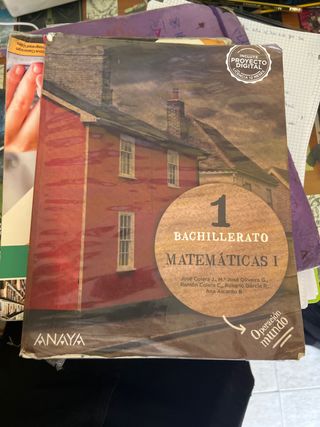 INCLUYE
PROYECTO
DIGITAL
1
BACHILLERATO
MATEMÁTICAS I
José Colera J., Mª José Oliveira G.,
Ramón Colera C., Rosario García P.,
Ana Aicardo B.
ANAYA
Operación
mundo